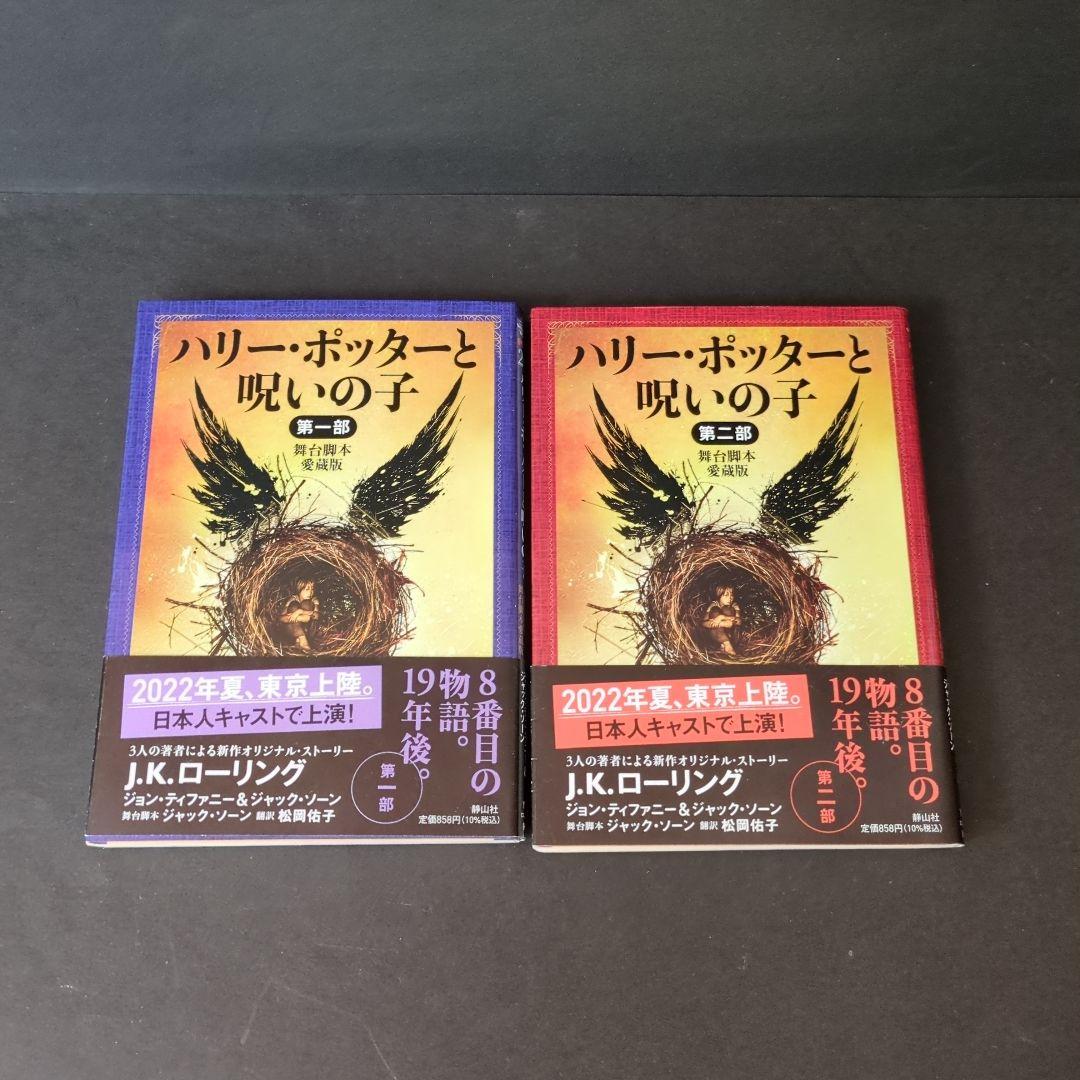 ハリー・ポッターと
呪いの子
第一部
舞台脚本
愛蔵版
8番目の
物語。
19年後。
2022年夏、東京上陸。
日本人キャストで上演!
3人の著者による新作オリジナル・ストーリー
J.K.ローリング
ジョン・ティファニー&ジャック・ソーン
舞台脚本 ジャック・ソーン 翻訳 松岡佑子
第一部
静山社
定価858円(10%税込)
ハリー・ポッターと
呪いの子
第二部
舞台脚本
愛蔵版
8番目の
物語。
19年後。
2022年夏、東京上陸。
日本人キャストで上演!
3人の著者による新作オリジナル・ストーリー
J.K.ローリング
ジョン・ティファニー&ジャック・ソーン
舞台脚本 ジャック・ソーン 翻訳 松岡佑子
第二部
静山社
定価858円(10%税込)